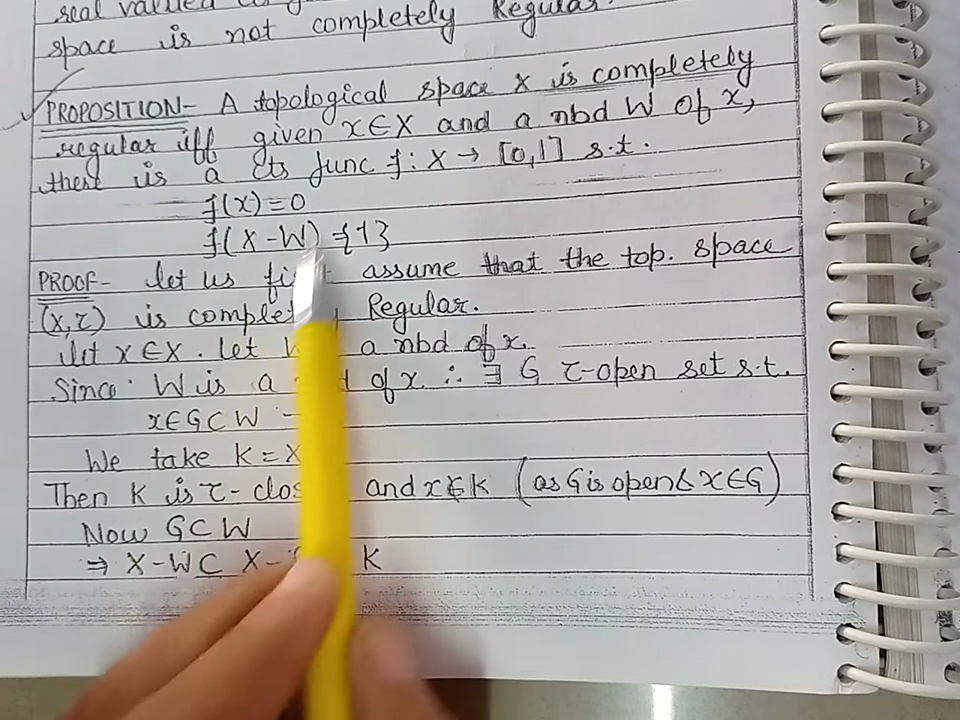 real valued
space is not completely Regular.
PROPOSITION- A topological space X is completely
regular iff given x∈X and a nbd W of x,
there is a cts func f: X → [0,1] s.t.
f(x)=0
f(X-W) = {1}
PROOF- let us assume that the top. space
(X,τ) is Regular.
let x∈X. let a nbd of x.
Since W is a of x ∴ ∃ G τ-open set s.t.
x∈G⊂W
We take K = X
Then K is τ- and x∉K (as G is open & x∈G)
Now G⊂W
⇒ X-W⊂ X- K